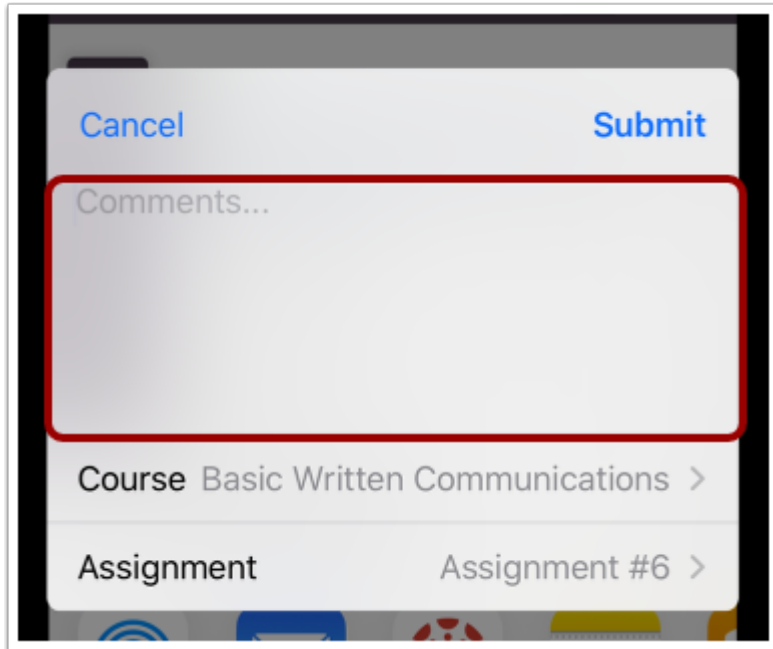 Cancel Submit
Comments...
Course Basic Written Communications
Assignment Assignment #6